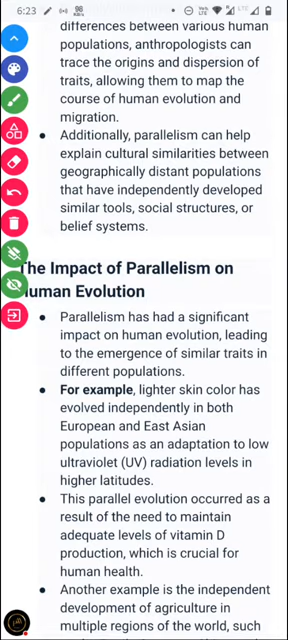 6:23
98
KB/s
Vo)) LTE
differences between various human
populations, anthropologists can
trace the origins and dispersion of
traits, allowing them to map the
course of human evolution and
migration.
● Additionally, parallelism can help
explain cultural similarities between
geographically distant populations
that have independently developed
similar tools, social structures, or
belief systems.
The Impact of Parallelism on
Human Evolution
● Parallelism has had a significant
impact on human evolution, leading
to the emergence of similar traits in
different populations.
● For example, lighter skin color has
evolved independently in both
European and East Asian
populations as an adaptation to low
ultraviolet (UV) radiation levels in
higher latitudes.
● This parallel evolution occurred as a
result of the need to maintain
adequate levels of vitamin D
production, which is crucial for
human health.
● Another example is the independent
development of agriculture in
multiple regions of the world, such